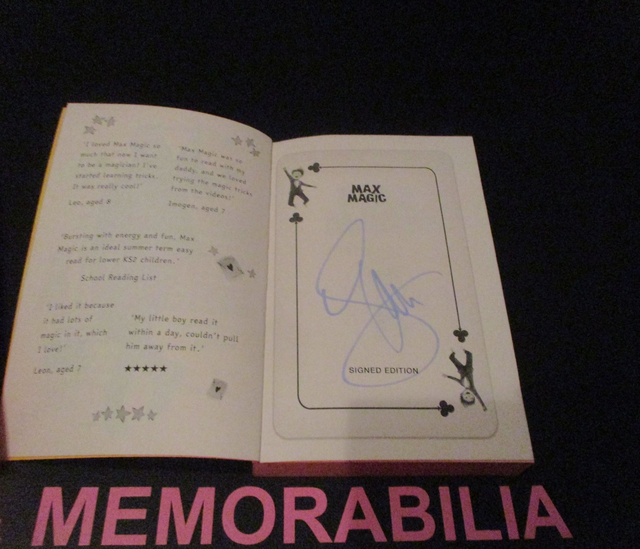 'I loved Max Magic so
much that now I want
to be a magician! I've
started learning tricks.
It was really cool!'
Leo, aged 8
'Max Magic was so
fun to read with my
daddy, and we loved
trying the magic tricks
from the videos!'
Imogen, aged 7
'Bursting with energy and fun, Max
Magic is an ideal summer term easy
read for lower KS2 children.'
School Reading List
'I liked it because
it had lots of
magic in it, which
I love!'
Leon, aged 7
'My little boy read it
within a day, couldn't pull
him away from it.'
★★★★★
MAX
MAGIC
SIGNED EDITION
MEMORABILIA